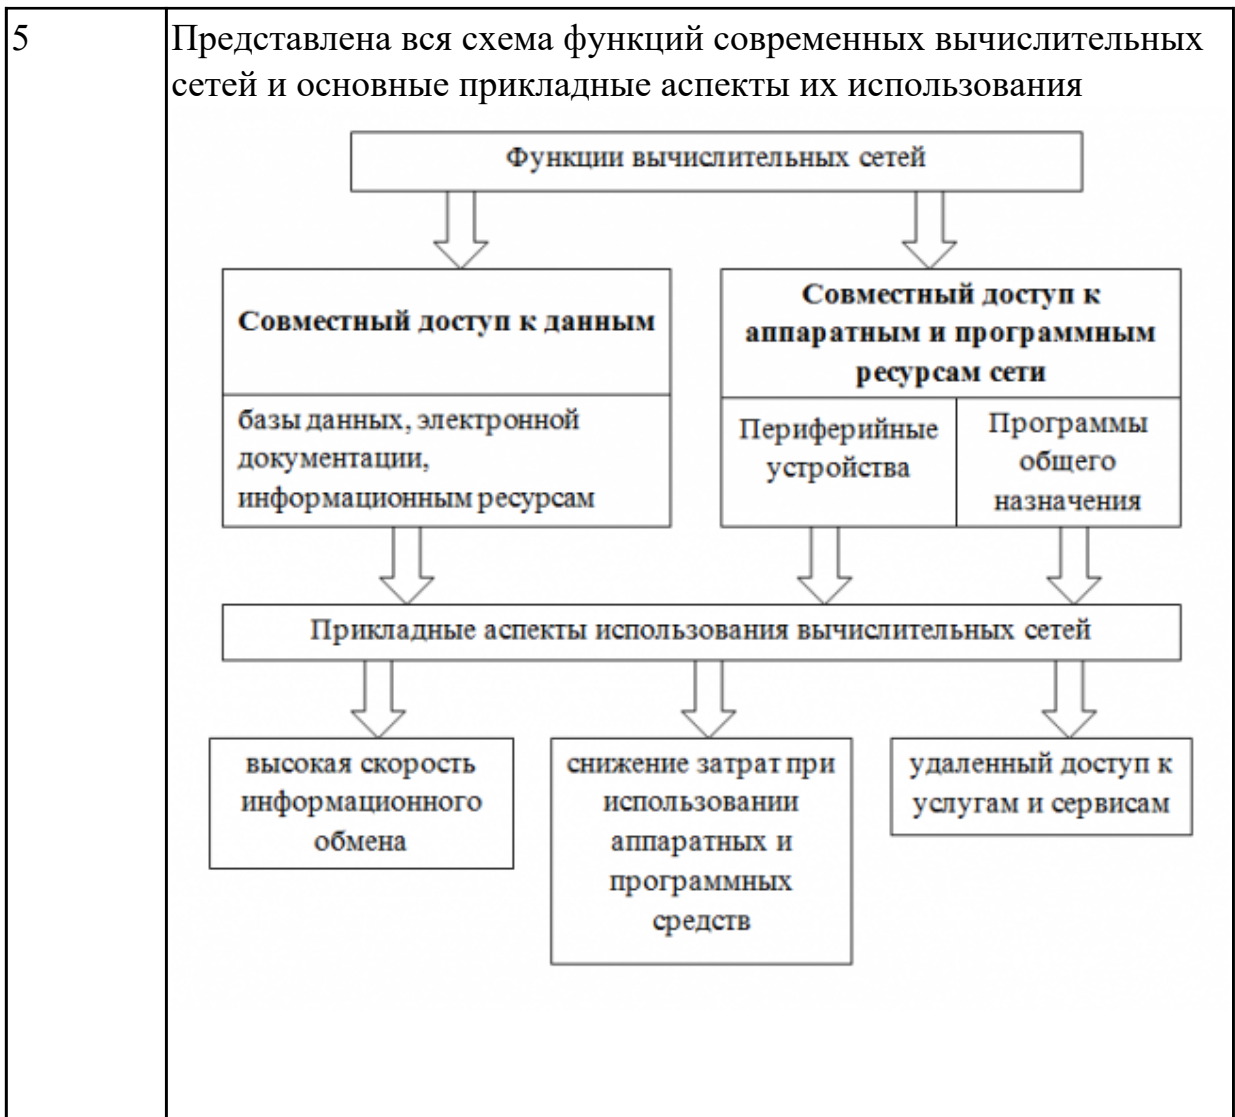 5
Представлена вся схема функций современных вычислительных
сетей и основные прикладные аспекты их использования
Функции вычислительных сетей
Совместный доступ к данным
базы данных, электронной
документации,
информационным ресурсам
Совместный доступ к
аппаратным и программным
ресурсам сети
Периферийные
устройства
Программы
общего
назначения
Прикладные аспекты использования вычислительных сетей
высокая скорость
информационного
обмена
снижение затрат при
использовании
аппаратных и
программных
средств
удаленный доступ к
услугам и сервисам